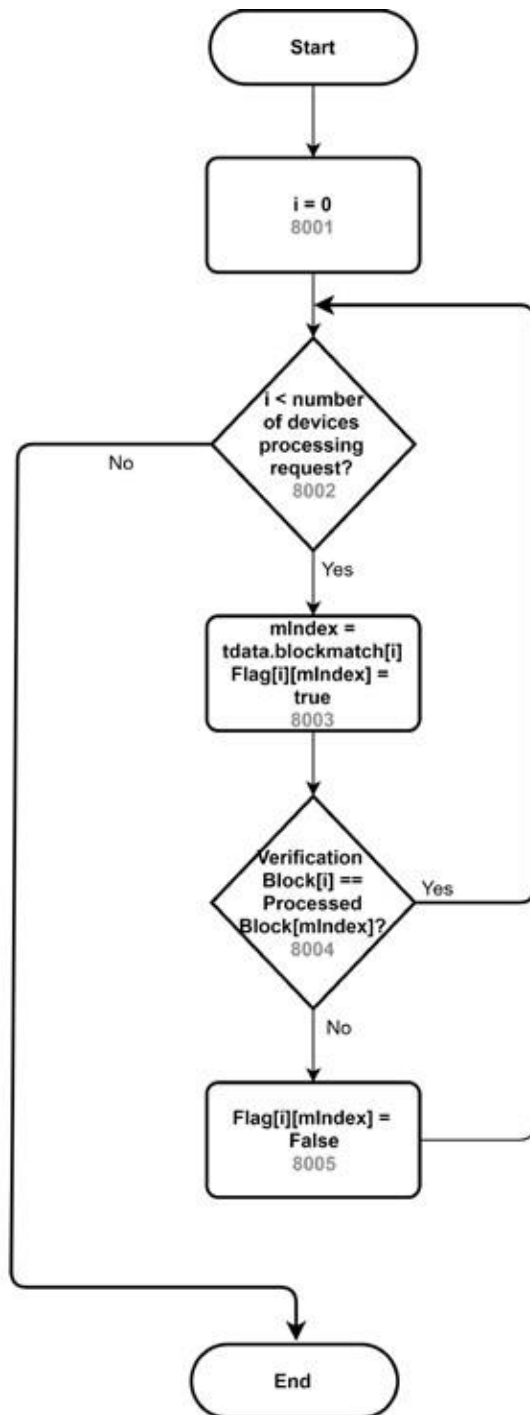 Start
i = 0
8001
i < number
of devices
processing
request?
8002
No
Yes
mIndex =
tdata.blockmatch[i]
Flag[i][mIndex] =
true
8003
Verification
Block[i] ==
Processed
Block[mIndex]?
8004
Yes
No
Flag[i][mIndex] =
False
8005
End